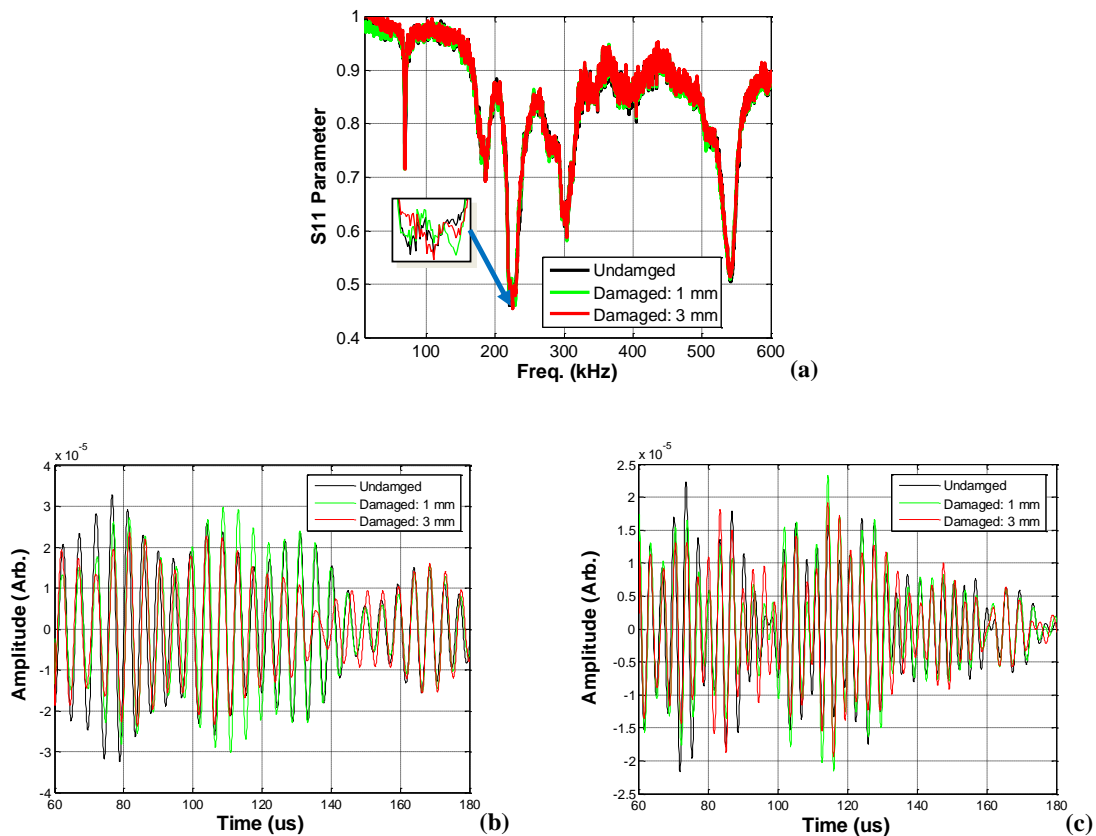 1
0.9
0.8
0.7
0.6
0.5
0.4
S11 Parameter
Undamged
Damaged: 1 mm
Damaged: 3 mm
100 200 300 400 500 600
Freq. (kHz)
(a)
x 10^-5
4
3
2
1
0
-1
-2
-3
-4
Amplitude (Arb.)
Undamged
Damaged: 1 mm
Damaged: 3 mm
60 80 100 120 140 160 180
Time (us)
(b)
x 10^-5
2.5
2
1.5
1
0.5
0
-0.5
-1
-1.5
-2
-2.5
Amplitude (Arb.)
Undamged
Damaged: 1 mm
Damaged: 3 mm
60 80 100 120 140 160 180
Time (us)
(c)